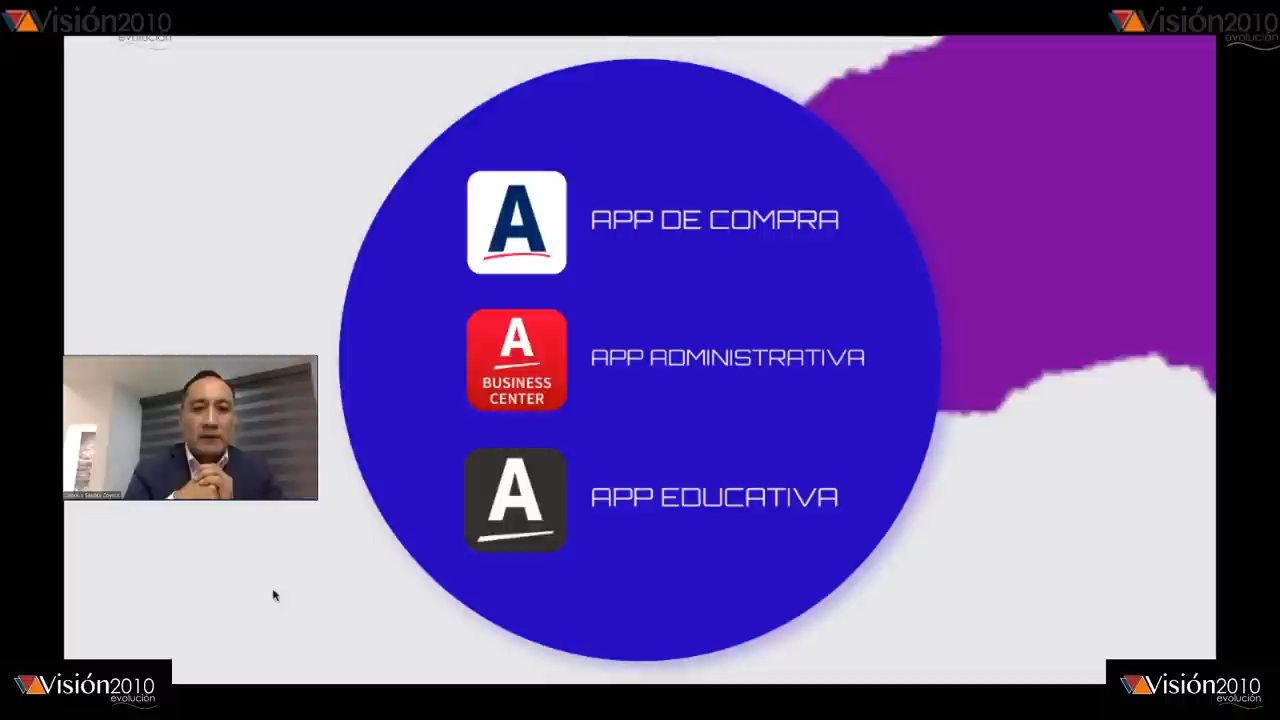 Visión2010
evolución
Visión2010
evolución
A
APP DE COMPRA
A
BUSINESS
CENTER
APP ADMINISTRATIVA
A
APP EDUCATIVA
Visión2010
evolución
Visión2010
evolución